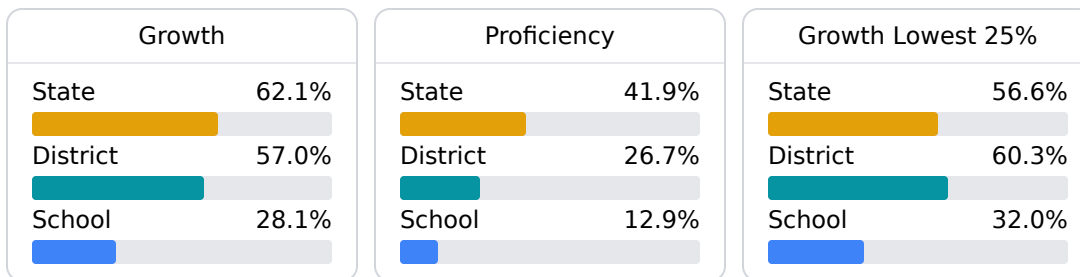 Growth
State 62.1%
District 57.0%
School 28.1%
Proficiency
State 41.9%
District 26.7%
School 12.9%
Growth Lowest 25%
State 56.6%
District 60.3%
School 32.0%